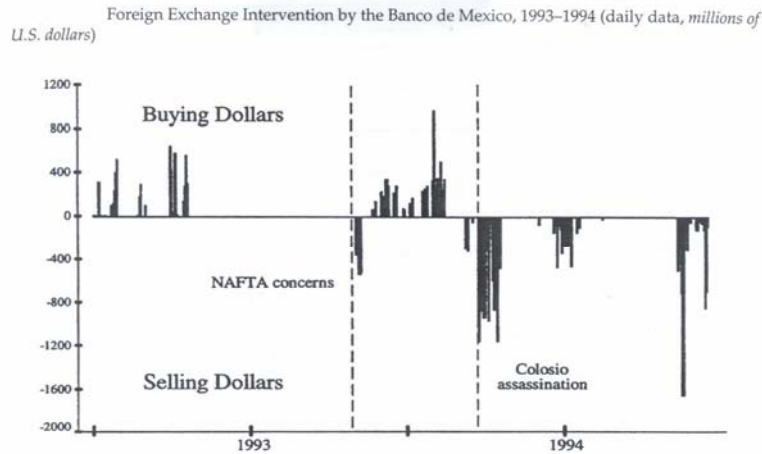 Foreign Exchange Intervention by the Banco de Mexico, 1993–1994 (daily data, millions of
U.S. dollars)
1200
800
400
0
-400
-800
-1200
-1600
-2000
Buying Dollars
NAFTA concerns
Selling Dollars
Colosio
assassination
1993
1994